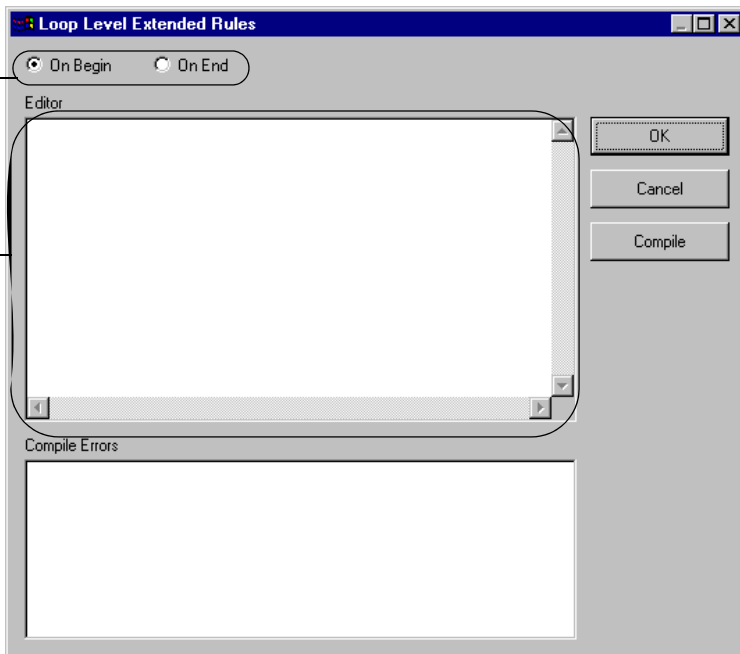 Loop Level Extended Rules
On Begin On End
Editor
OK
Cancel
Compile
Compile Errors